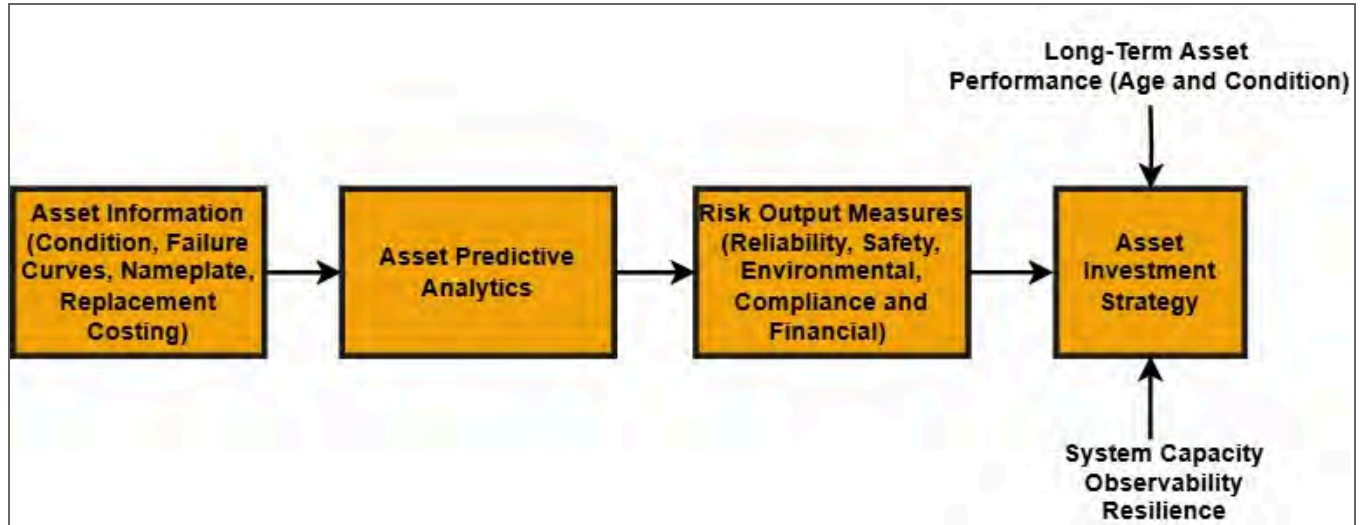 Long-Term Asset
Performance (Age and Condition)
Asset Information
(Condition, Failure
Curves, Nameplate,
Replacement
Costing)
Asset Predictive
Analytics
Risk Output Measures
(Reliability, Safety,
Environmental,
Compliance and
Financial)
Asset
Investment
Strategy
System Capacity
Observability
Resilience